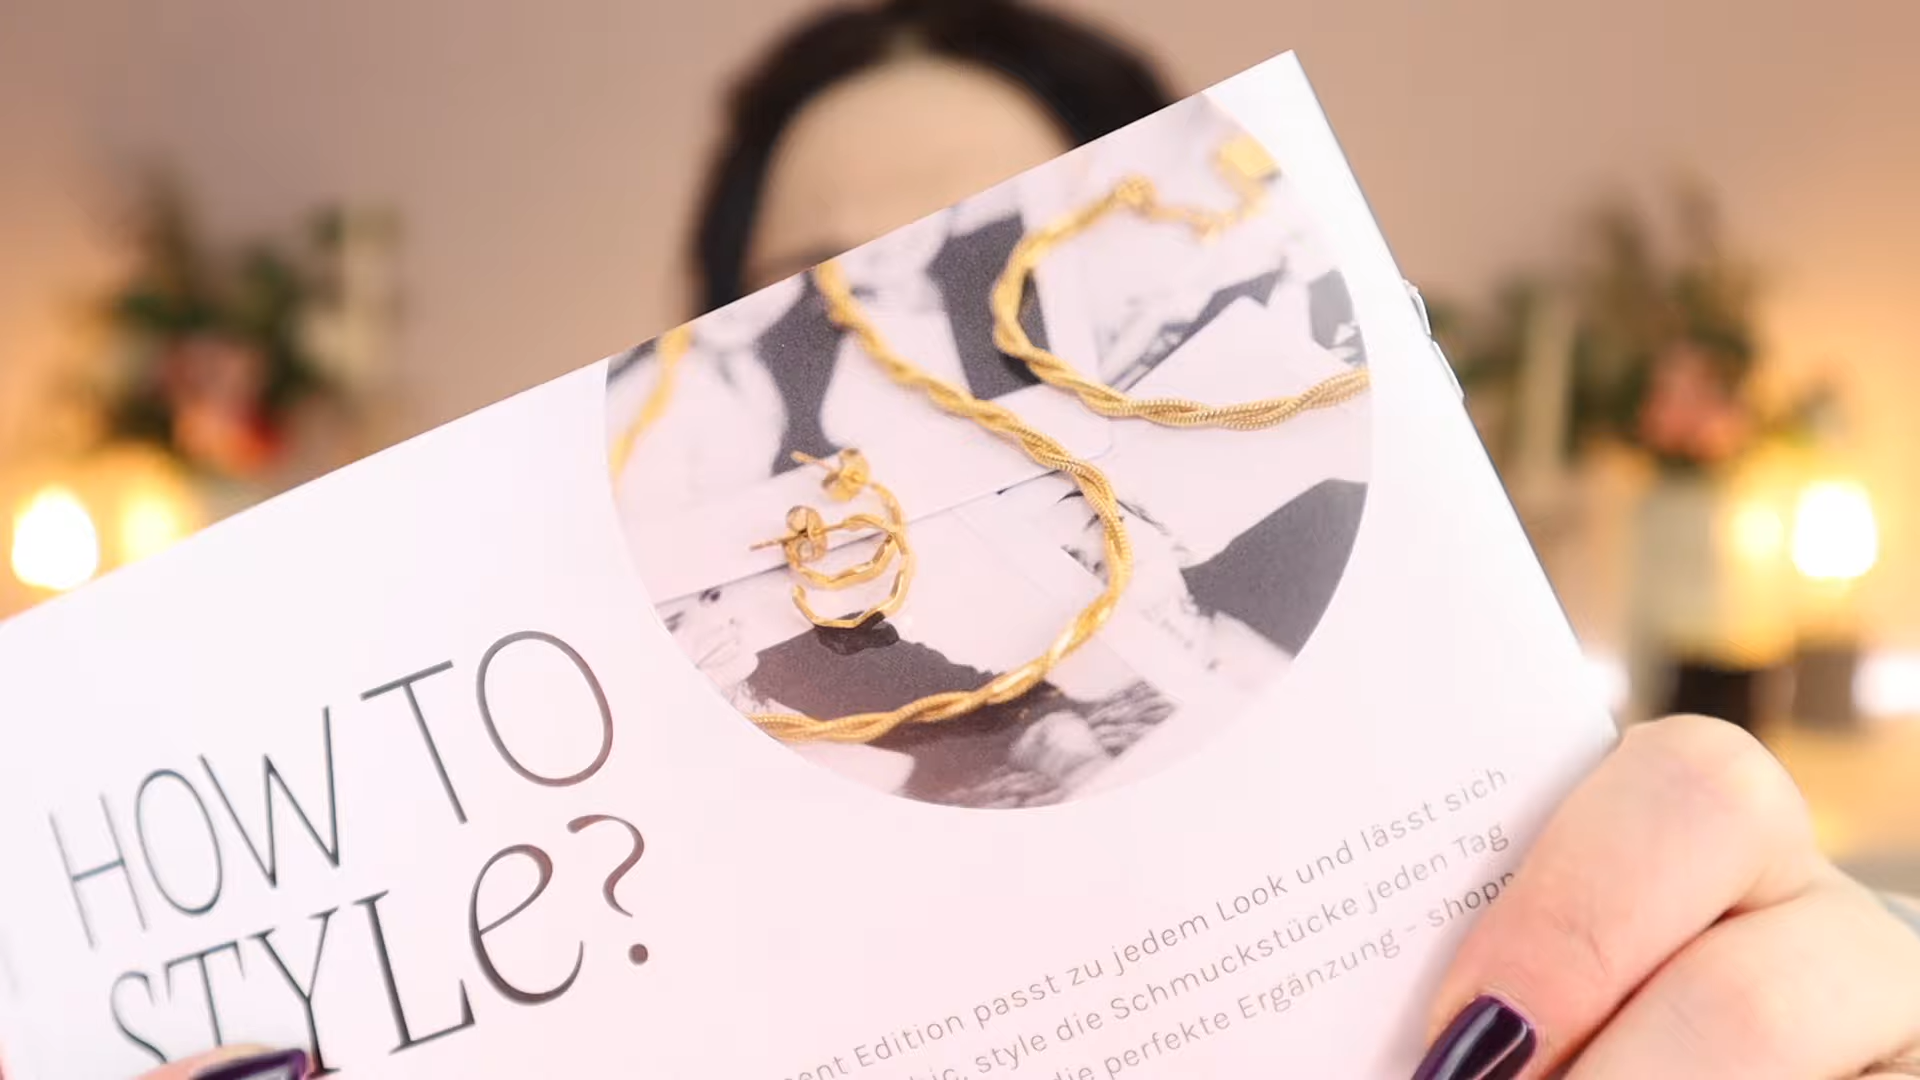 HOW TO
STYLe?
Edition passt zu jedem Look und lässt sich
style die Schmuckstücke jeden Tag
die perfekte Ergänzung - shopp